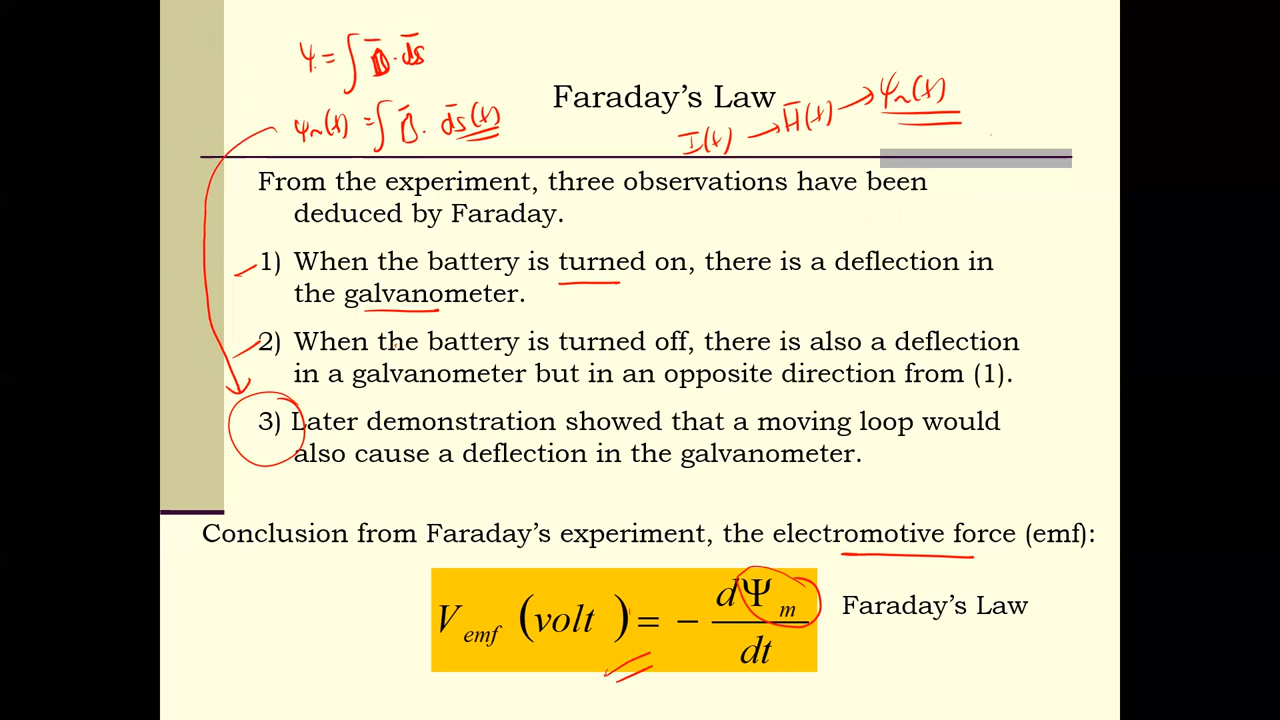 Ψ = ∫ B̄ · d̄s
Faraday's Law
Ψm(t) = ∫ B̄ · d̄s(t)
I(t) → H̄(t) → Ψm(t)
From the experiment, three observations have been
deduced by Faraday.
1) When the battery is turned on, there is a deflection in
the galvanometer.
2) When the battery is turned off, there is also a deflection
in a galvanometer but in an opposite direction from (1).
3) Later demonstration showed that a moving loop would
also cause a deflection in the galvanometer.
Conclusion from Faraday's experiment, the electromotive force (emf):
V emf (volt) = − dΨm / dt
Faraday's Law